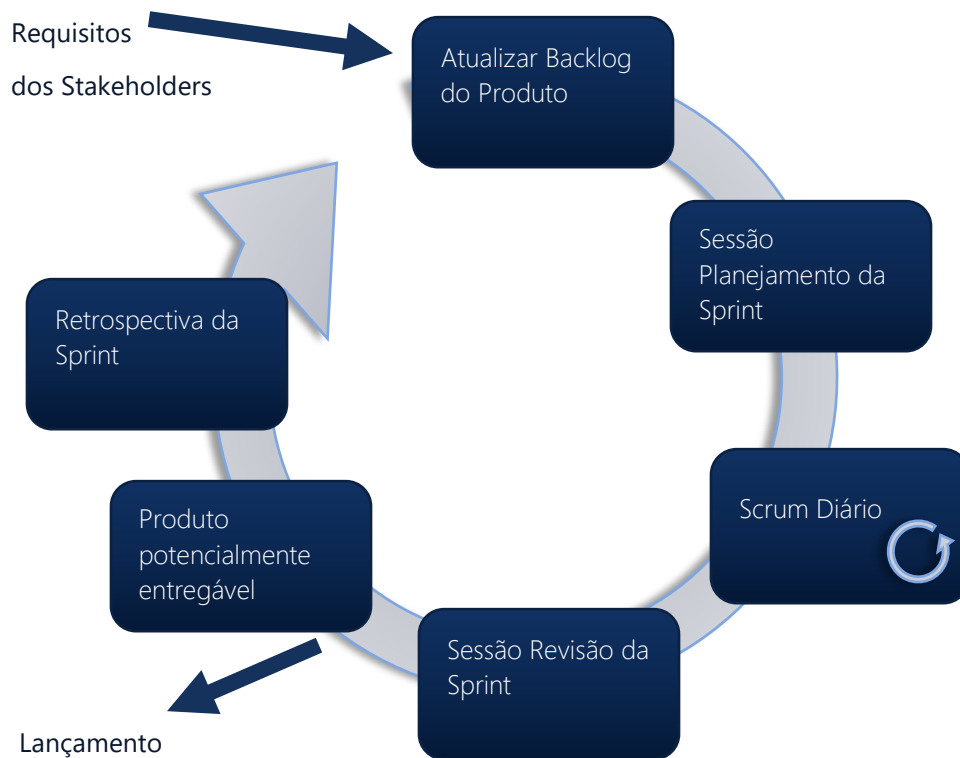 Requisitos
dos Stakeholders
Atualizar Backlog
do Produto
Sessão
Planejamento da
Sprint
Scrum Diário
Sessão Revisão da
Sprint
Produto
potencialmente
entregável
Lançamento
Retrospectiva da
Sprint